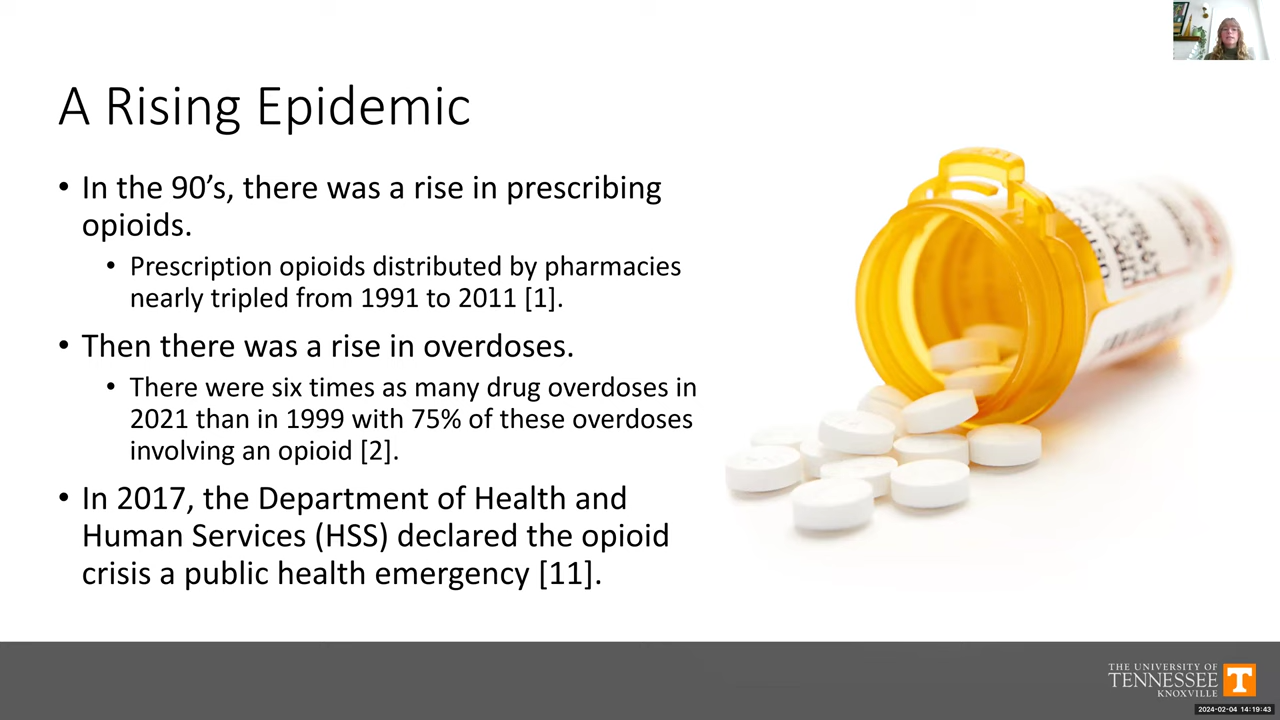 A Rising Epidemic
• In the 90’s, there was a rise in prescribing
opioids.
• Prescription opioids distributed by pharmacies
nearly tripled from 1991 to 2011 [1].
• Then there was a rise in overdoses.
• There were six times as many drug overdoses in
2021 than in 1999 with 75% of these overdoses
involving an opioid [2].
• In 2017, the Department of Health and
Human Services (HSS) declared the opioid
crisis a public health emergency [11].
THE UNIVERSITY OF
TENNESSEE
KNOXVILLE
T
2024-02-04 14:19:43